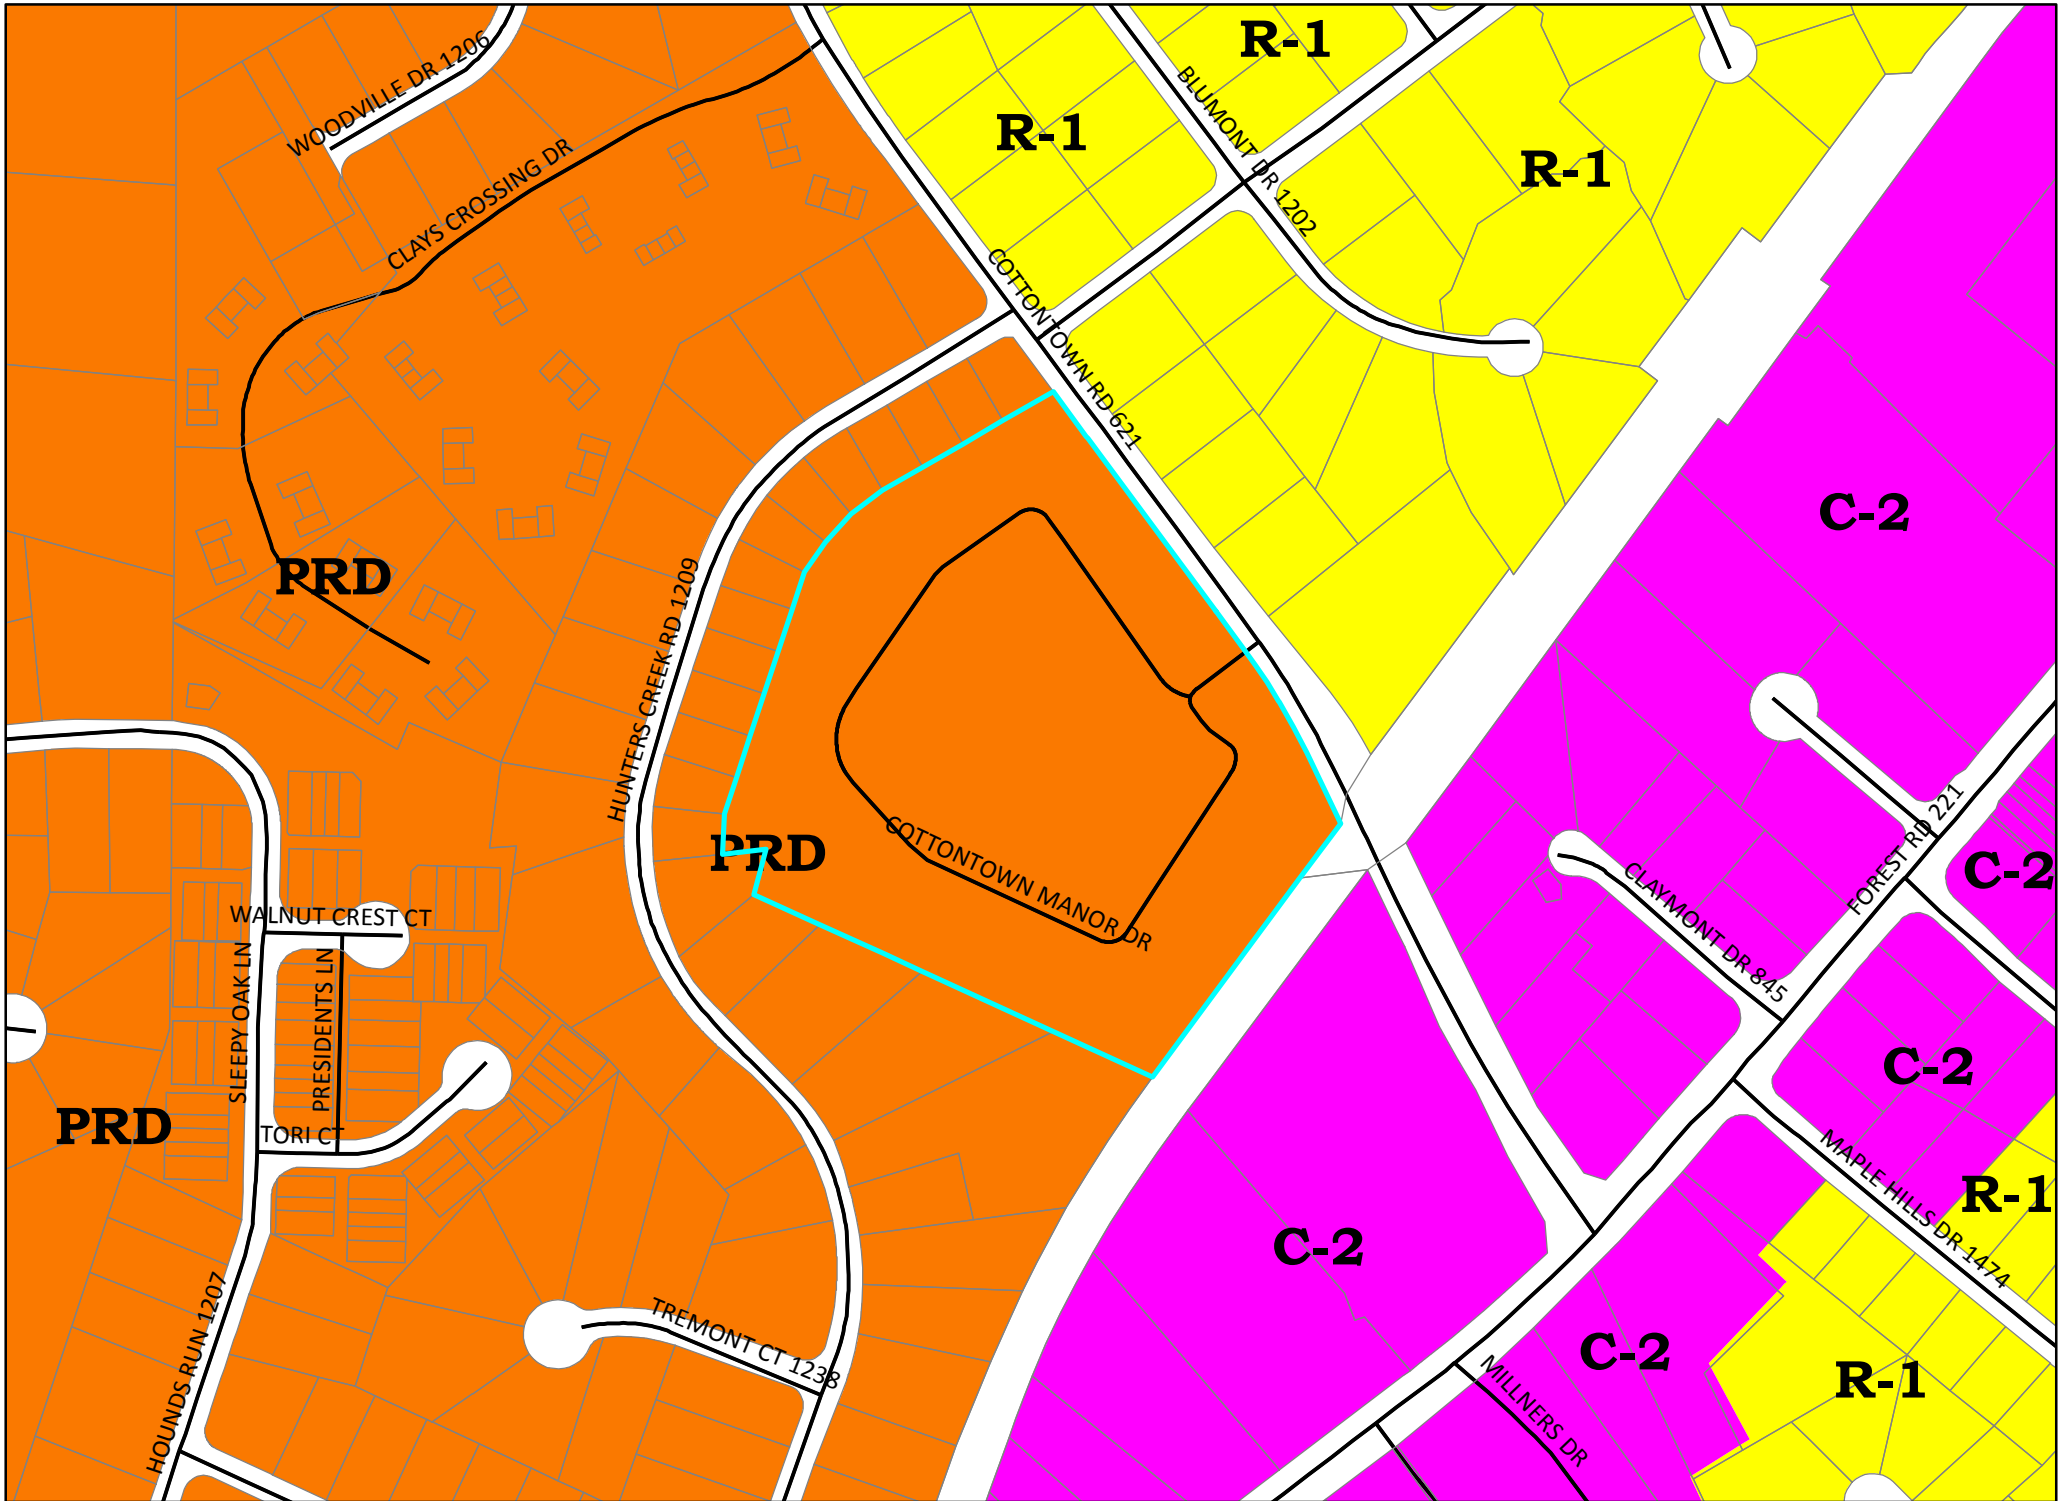 R-1
WOODVILLE DR 1206
BLUMONT DR 1202
R-1
R-1
CLAYS CROSSING DR
COTTONTOWN RD 621
C-2
PRD
HUNTERS CREEK RD 1209
COTTONTOWN MANOR DR
PRD
FOREST RD 221
C-2
CLAYMONT DR 845
WALNUT CREST CT
SLEEPY OAK LN
PRESIDENTS LN
C-2
PRD
TORI CT
MAPLE HILLS DR 1474
R-1
C-2
HOUNDS RUN 1207
TREMONT CT 1238
C-2
MILLNERS DR
R-1